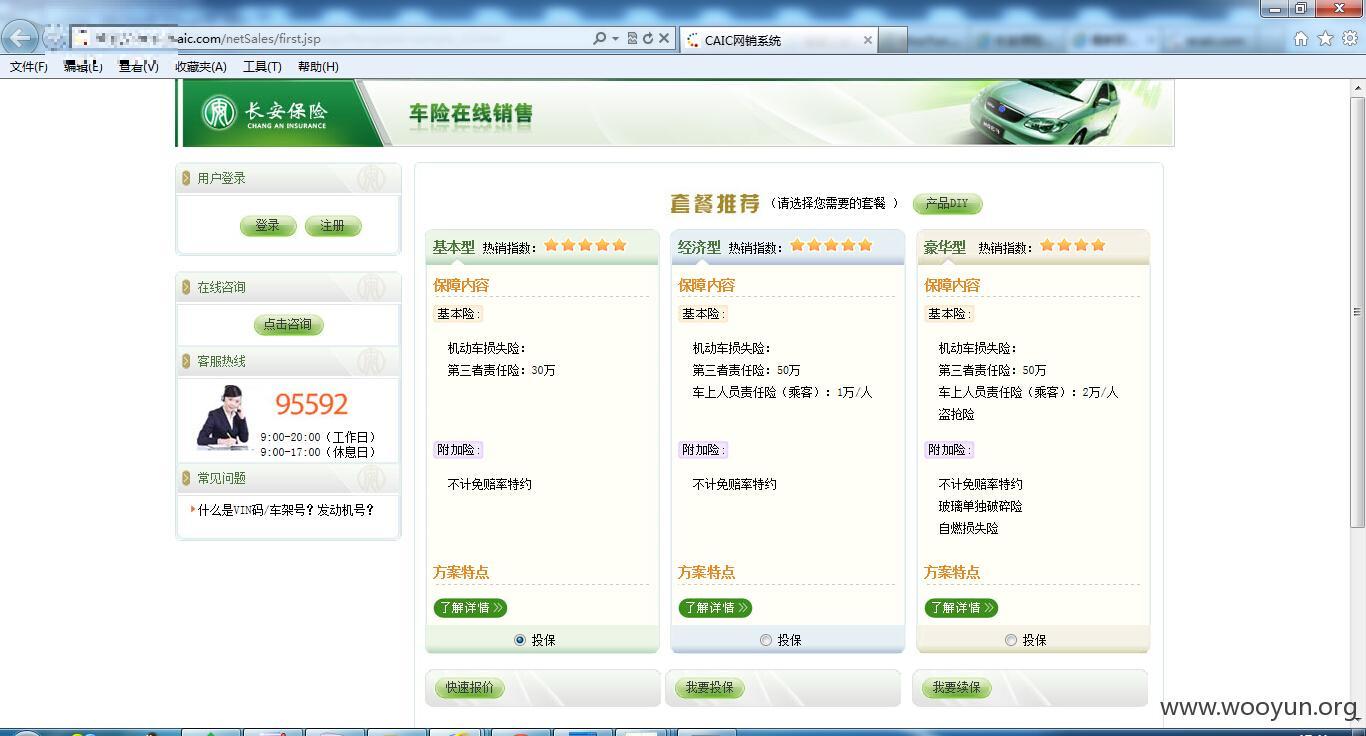 aic.com/netSales/first.jsp
CAIC网销系统
文件(F) 编辑(E) 查看(V) 收藏夹(A) 工具(T) 帮助(H)
长安保险
CHANG AN INSURANCE
车险在线销售
用户登录
登录 注册
在线咨询
点击咨询
客服热线
95592
9:00-20:00（工作日）
9:00-17:00（休息日）
常见问题
什么是VIN码/车架号？发动机号？
套餐推荐（请选择您需要的套餐 ） 产品DIY
基本型 热销指数：
保障内容
基本险：
机动车损失险：
第三者责任险：30万
附加险：
不计免赔率特约
方案特点
了解详情
投保
经济型 热销指数：
保障内容
基本险：
机动车损失险：
第三者责任险：50万
车上人员责任险（乘客）：1万/人
附加险：
不计免赔率特约
方案特点
了解详情
投保
豪华型 热销指数：
保障内容
基本险：
机动车损失险：
第三者责任险：50万
车上人员责任险（乘客）：2万/人
盗抢险
附加险：
不计免赔率特约
玻璃单独破碎险
自燃损失险
方案特点
了解详情
投保
快速报价
我要投保
我要续保
www.wooyun.org